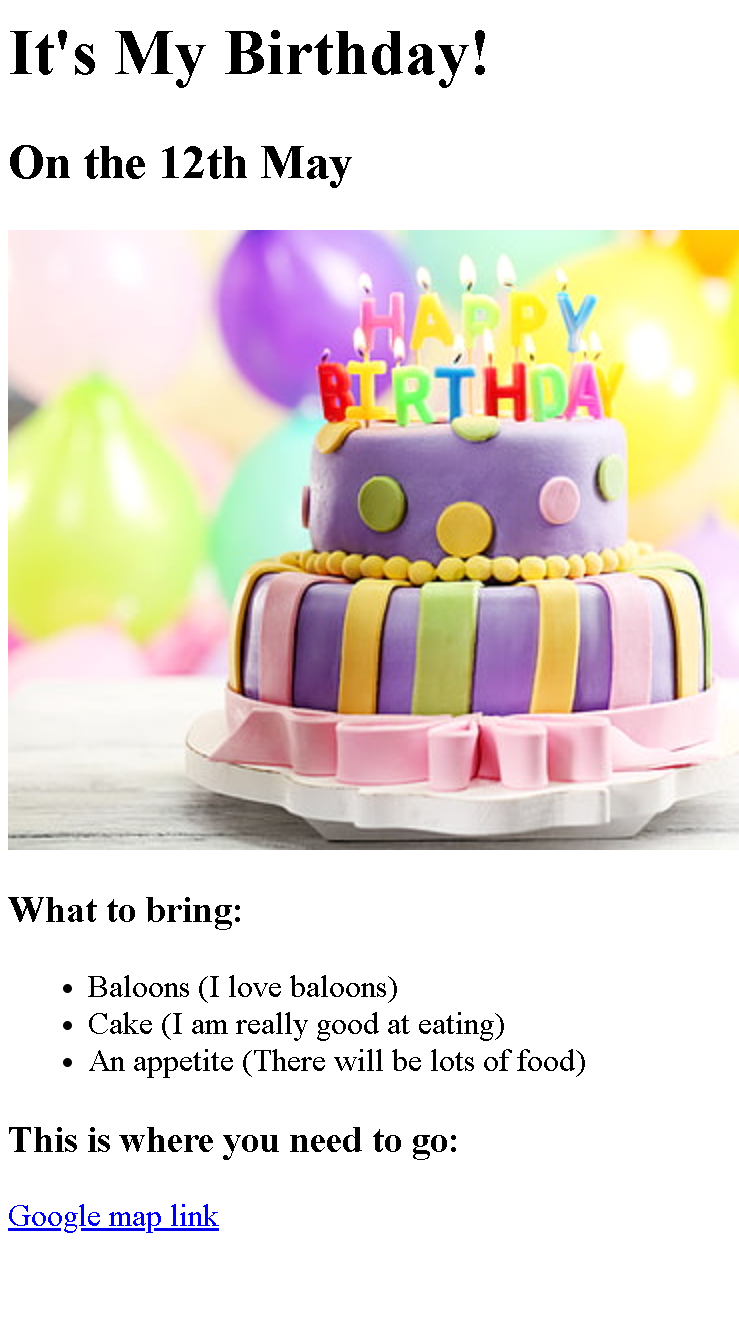 It's My Birthday!
On the 12th May
HAPPY
BIRTHDAY
What to bring:
Baloons (I love baloons)
Cake (I am really good at eating)
An appetite (There will be lots of food)
This is where you need to go:
Google map link